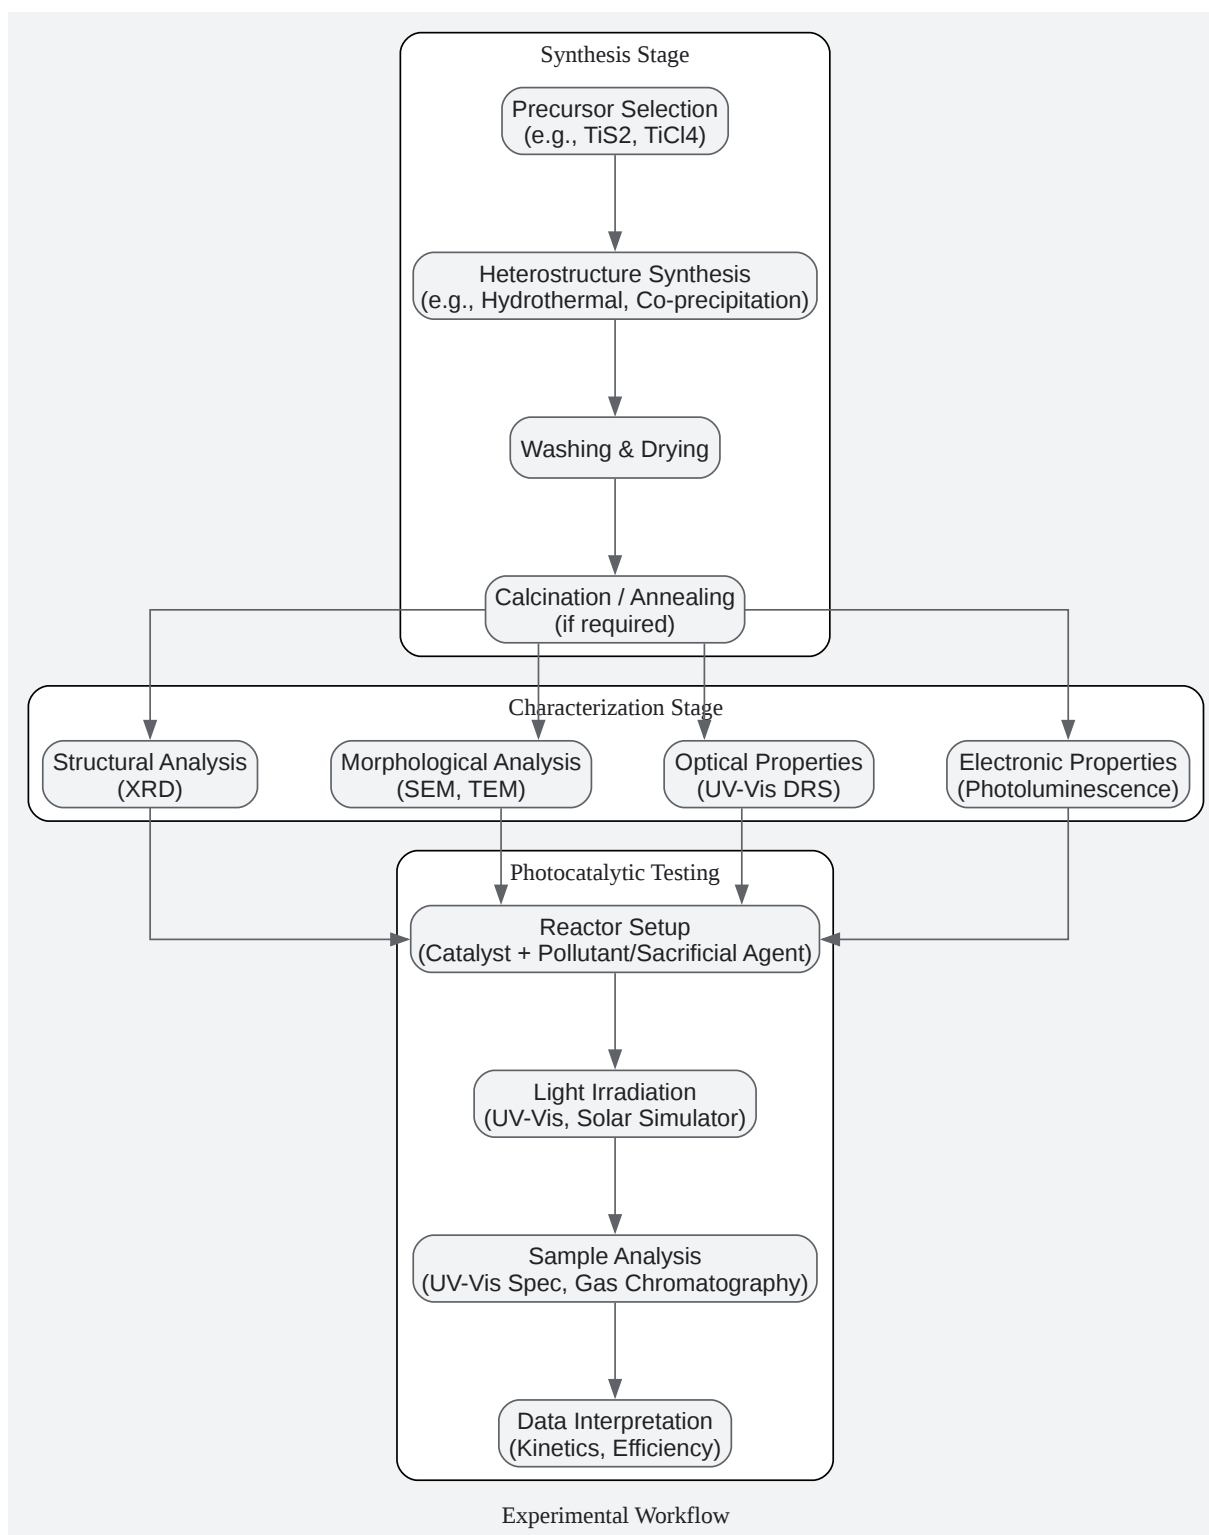 Synthesis Stage
Precursor Selection
(e.g., TiS2, TiCl4)
Heterostructure Synthesis
(e.g., Hydrothermal, Co-precipitation)
Washing & Drying
Calcination / Annealing
(if required)
Characterization Stage
Structural Analysis
(XRD)
Morphological Analysis
(SEM, TEM)
Optical Properties
(UV-Vis DRS)
Electronic Properties
(Photoluminescence)
Photocatalytic Testing
Reactor Setup
(Catalyst + Pollutant/Sacrificial Agent)
Light Irradiation
(UV-Vis, Solar Simulator)
Sample Analysis
(UV-Vis Spec, Gas Chromatography)
Data Interpretation
(Kinetics, Efficiency)
Experimental Workflow